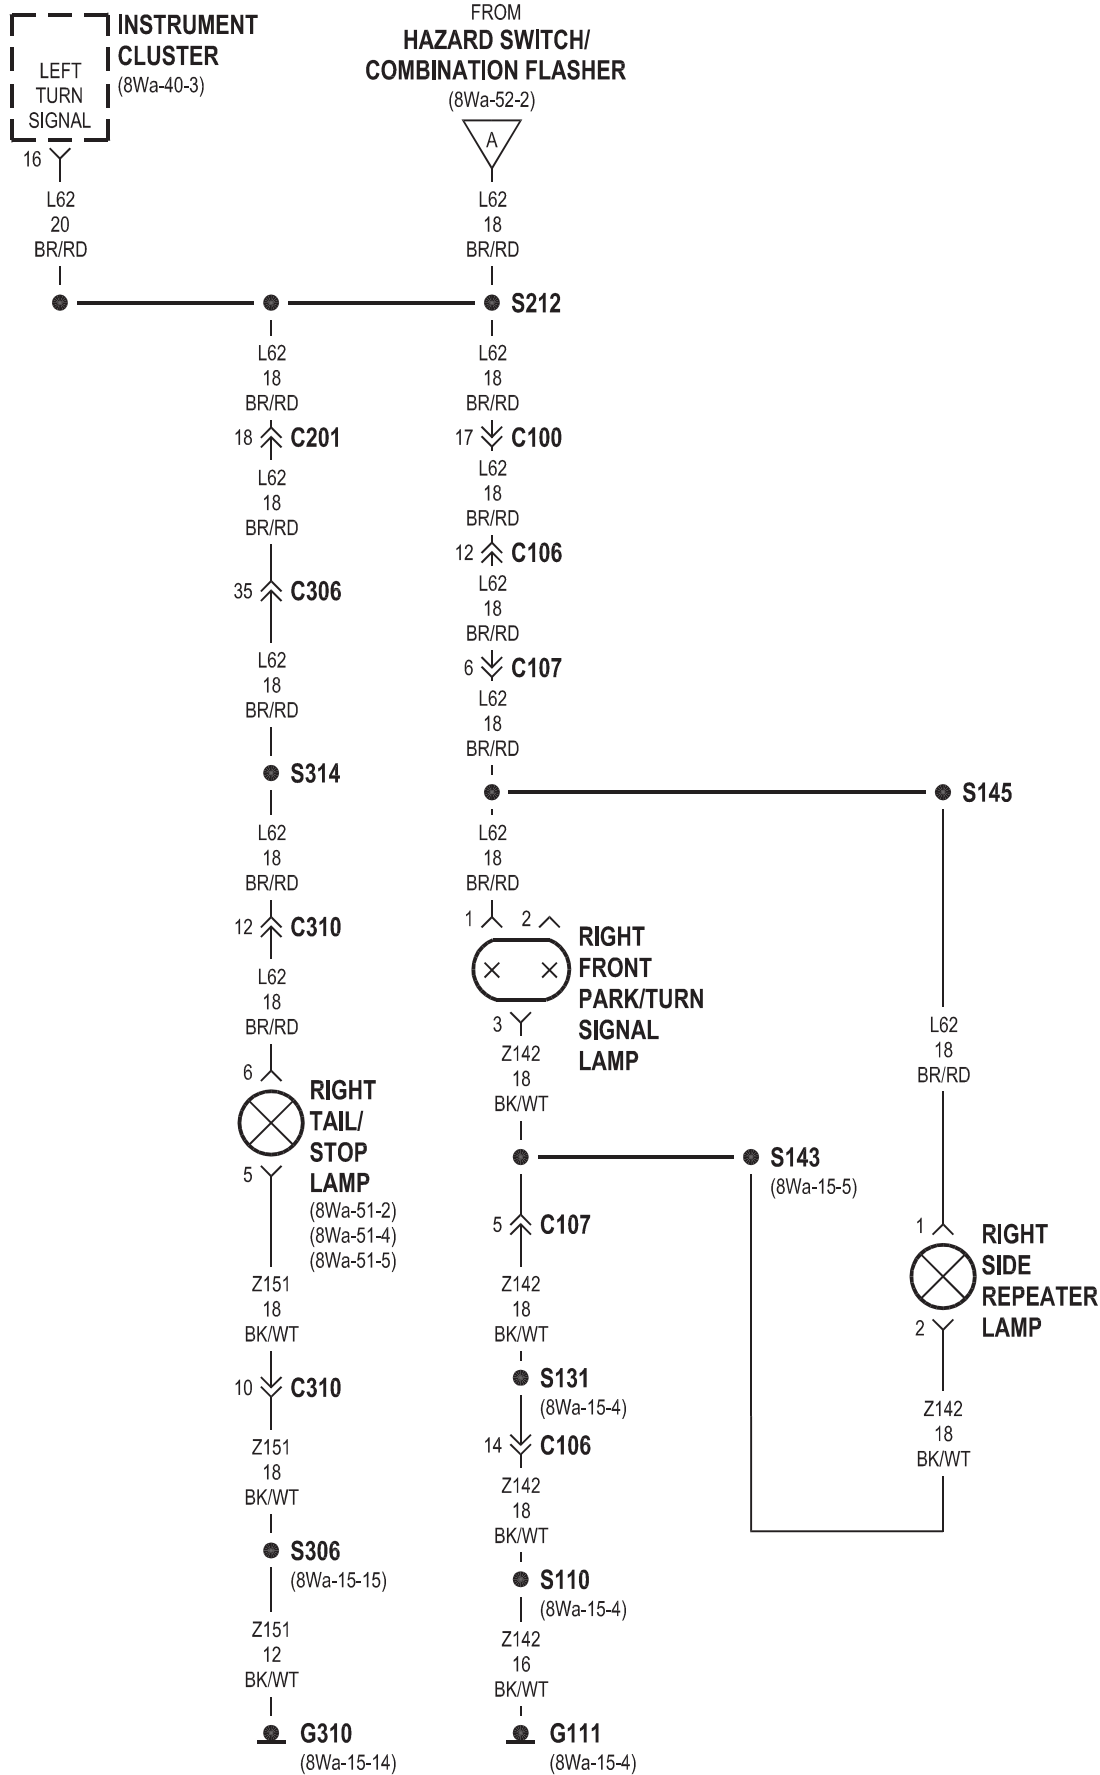 INSTRUMENT
CLUSTER
(8Wa-40-3)
LEFT
TURN
SIGNAL
16
L62
20
BR/RD
FROM
HAZARD SWITCH/
COMBINATION FLASHER
(8Wa-52-2)
A
L62
18
BR/RD
S212
L62
18
BR/RD
18
C201
L62
18
BR/RD
35
C306
L62
18
BR/RD
S314
L62
18
BR/RD
12
C310
L62
18
BR/RD
6
RIGHT
TAIL/
STOP
LAMP
(8Wa-51-2)
(8Wa-51-4)
(8Wa-51-5)
5
Z151
18
BK/WT
10
C310
Z151
18
BK/WT
S306
(8Wa-15-15)
Z151
12
BK/WT
G310
(8Wa-15-14)
L62
18
BR/RD
17
C100
L62
18
BR/RD
12
C106
L62
18
BR/RD
6
C107
L62
18
BR/RD
S145
L62
18
BR/RD
1
2
RIGHT
FRONT
PARK/TURN
SIGNAL
LAMP
3
Z142
18
BK/WT
S143
(8Wa-15-5)
5
C107
Z142
18
BK/WT
S131
(8Wa-15-4)
14
C106
Z142
18
BK/WT
S110
(8Wa-15-4)
Z142
16
BK/WT
G111
(8Wa-15-4)
L62
18
BR/RD
1
RIGHT
SIDE
REPEATER
LAMP
2
Z142
18
BK/WT